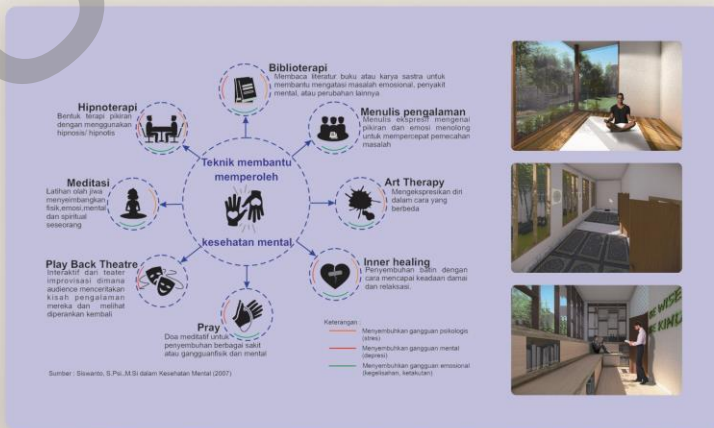 Biblioterapi
Membaca literatur buku atau karya sastra untuk
membantu mengatasi masalah emosional, penyakit
mental, atau perubahan lainnya
Hipnoterapi
Bentuk terapi pikiran
dengan menggunakan
hipnosis/ hipnotis
Menulis pengalaman
Menulis ekspresif mengenai
pikiran dan emosi menolong
untuk mempercepat pemecahan
masalah
Teknik membantu
memperoleh
kesehatan mental
Meditasi
Latihan olah jiwa
menyeimbangkan
fisik,emosi,mental
dan spiritual
seseorang
Art Therapy
Mengekspresikan diri
dalam cara yang
berbeda
Play Back Theatre
Interaktif dari teater
improvisasi dimana
audience menceritakan
kisah pengalaman
mereka dan melihat
diperankan kembali
Inner healing
Penyembuhan batin dengan
cara mencapai keadaan damai
dan relaksasi.
Pray
Doa meditatif untuk
penyembuhan berbagai sakit
atau gangguanfisik dan mental
Keterangan :
Menyembuhkan gangguan psikologis
(stres)
Menyembuhkan gangguan mental
(depresi)
Menyembuhkan gangguan emosional
(kegelisahan, ketakutan)
Sumber : Siswanto, S.Psi.,M.Si dalam Kesehatan Mental (2007)
BE WISE
BE KIND